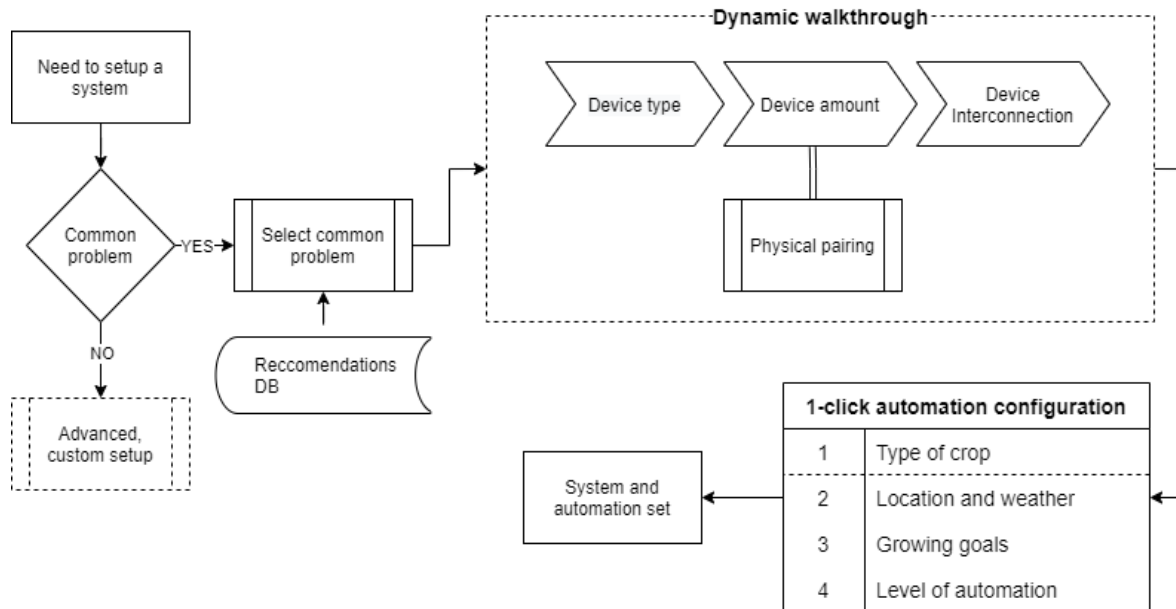 Dynamic walkthrough
Need to setup a
system
Device type
Device amount
Device
Interconnection
Common
problem
YES
Select common
problem
Physical pairing
NO
Reccomendations
DB
Advanced,
custom setup
1-click automation configuration
1 Type of crop
2 Location and weather
3 Growing goals
4 Level of automation
System and
automation set